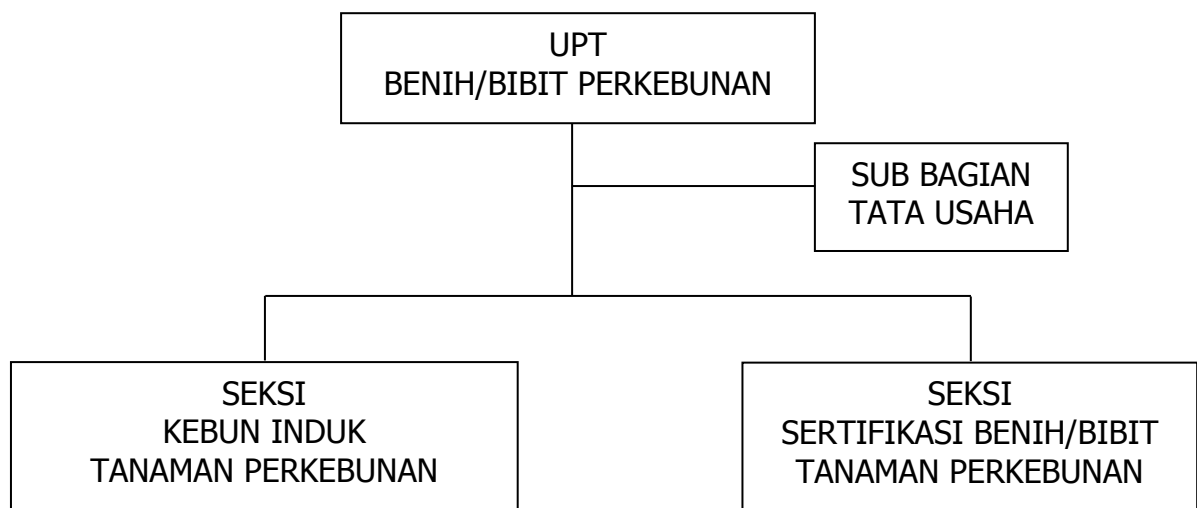 UPT
BENIH/BIBIT PERKEBUNAN
SUB BAGIAN
TATA USAHA
SEKSI
KEBUN INDUK
TANAMAN PERKEBUNAN
SEKSI
SERTIFIKASI BENIH/BIBIT
TANAMAN PERKEBUNAN